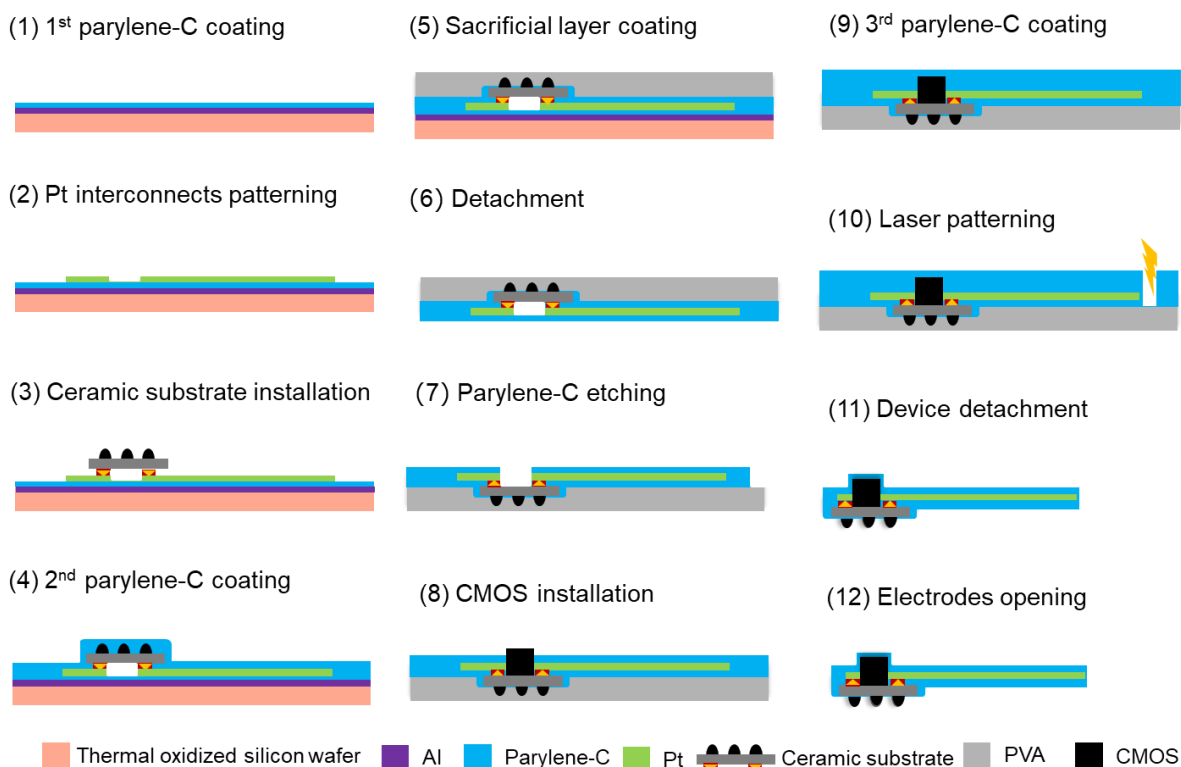 (1) 1st parylene-C coating
(2) Pt interconnects patterning
(3) Ceramic substrate installation
(4) 2nd parylene-C coating
(5) Sacrificial layer coating
(6) Detachment
(7) Parylene-C etching
(8) CMOS installation
(9) 3rd parylene-C coating
(10) Laser patterning
(11) Device detachment
(12) Electrodes opening
Thermal oxidized silicon wafer Al Parylene-C Pt Ceramic substrate PVA CMOS